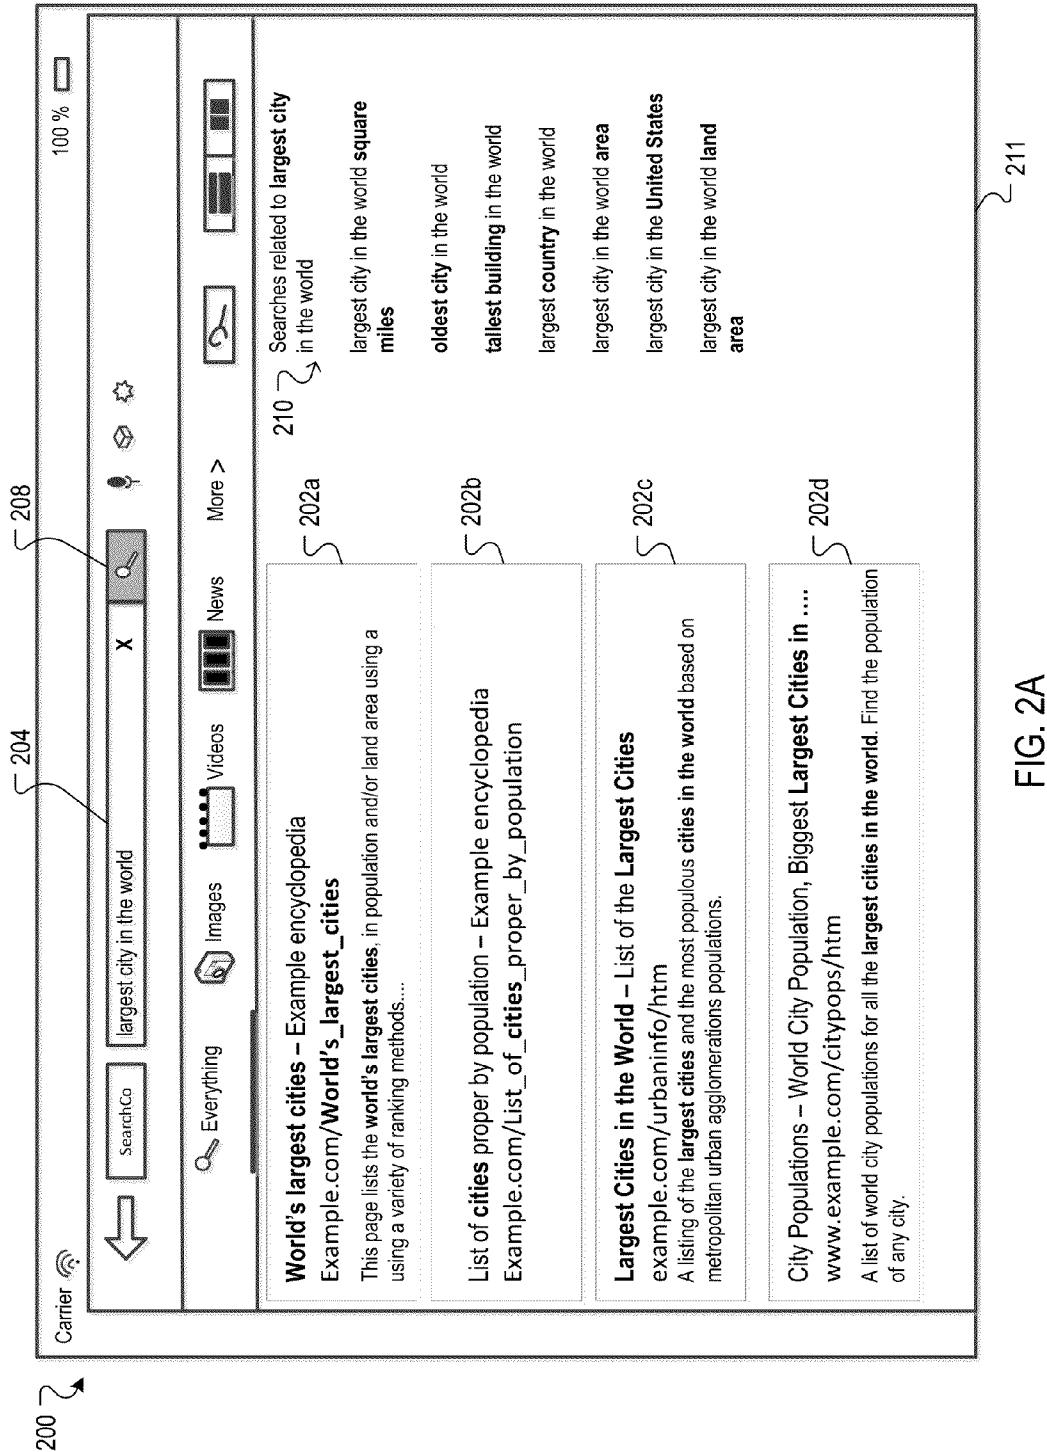 200
Carrier
100 %
SearchCo
largest city in the world
X
204
208
Everything
Images
Videos
News
More >
World's largest cities – Example encyclopedia
Example.com/World's_largest_cities
This page lists the world's largest cities, in population and/or land area using a
using a variety of ranking methods....
202a
List of cities proper by population – Example encyclopedia
Example.com/List_of_cities_proper_by_population
202b
Largest Cities in the World – List of the Largest Cities
example.com/urbaninfo/htm
A listing of the largest cities and the most populous cities in the world based on
metropolitan urban agglomerations populations.
202c
City Populations – World City Population, Biggest Largest Cities in ....
www.example.com/citypops/htm
A list of world city populations for all the largest cities in the world. Find the population
of any city.
202d
210
Searches related to largest city
in the world
largest city in the world square
miles
oldest city in the world
tallest building in the world
largest country in the world
largest city in the world area
largest city in the United States
largest city in the world land
area
211
FIG. 2A